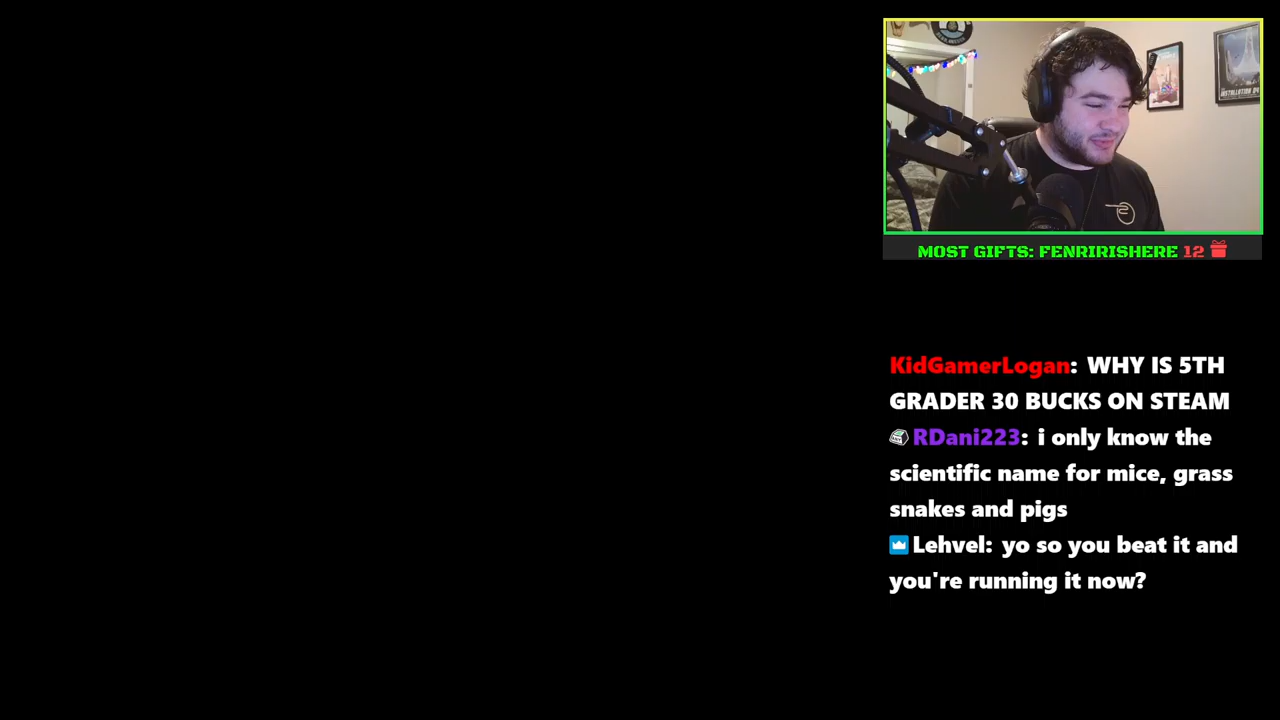 MOST GIFTS: FENRIRISHERE 12
KidGamerLogan: WHY IS 5TH
GRADER 30 BUCKS ON STEAM
RDani223: i only know the
scientific name for mice, grass
snakes and pigs
Lehvel: yo so you beat it and
you're running it now?